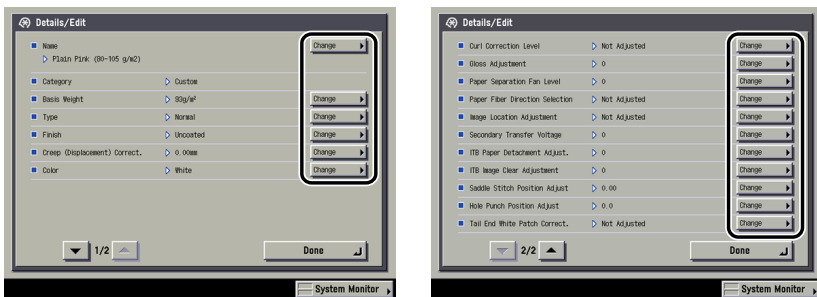 Details/Edit
Name Change
Plain Pink (80-105 g/m2)
Category Custom
Basis Weight 93g/m² Change
Type Normal Change
Finish Uncoated Change
Creep (Displacement) Correct. 0.00mm Change
Color White Change
1/2 Done
System Monitor
Details/Edit
Curl Correction Level Not Adjusted Change
Gloss Adjustment 0 Change
Paper Separation Fan Level 0 Change
Paper Fiber Direction Selection Not Adjusted Change
Image Location Adjustment Not Adjusted Change
Secondary Transfer Voltage 0 Change
ITB Paper Detachment Adjust. 0 Change
ITB Image Clear Adjustment 0 Change
Saddle Stitch Position Adjust 0.00 Change
Hole Punch Position Adjust 0.0 Change
Tail End White Patch Correct. Not Adjusted Change
2/2 Done
System Monitor